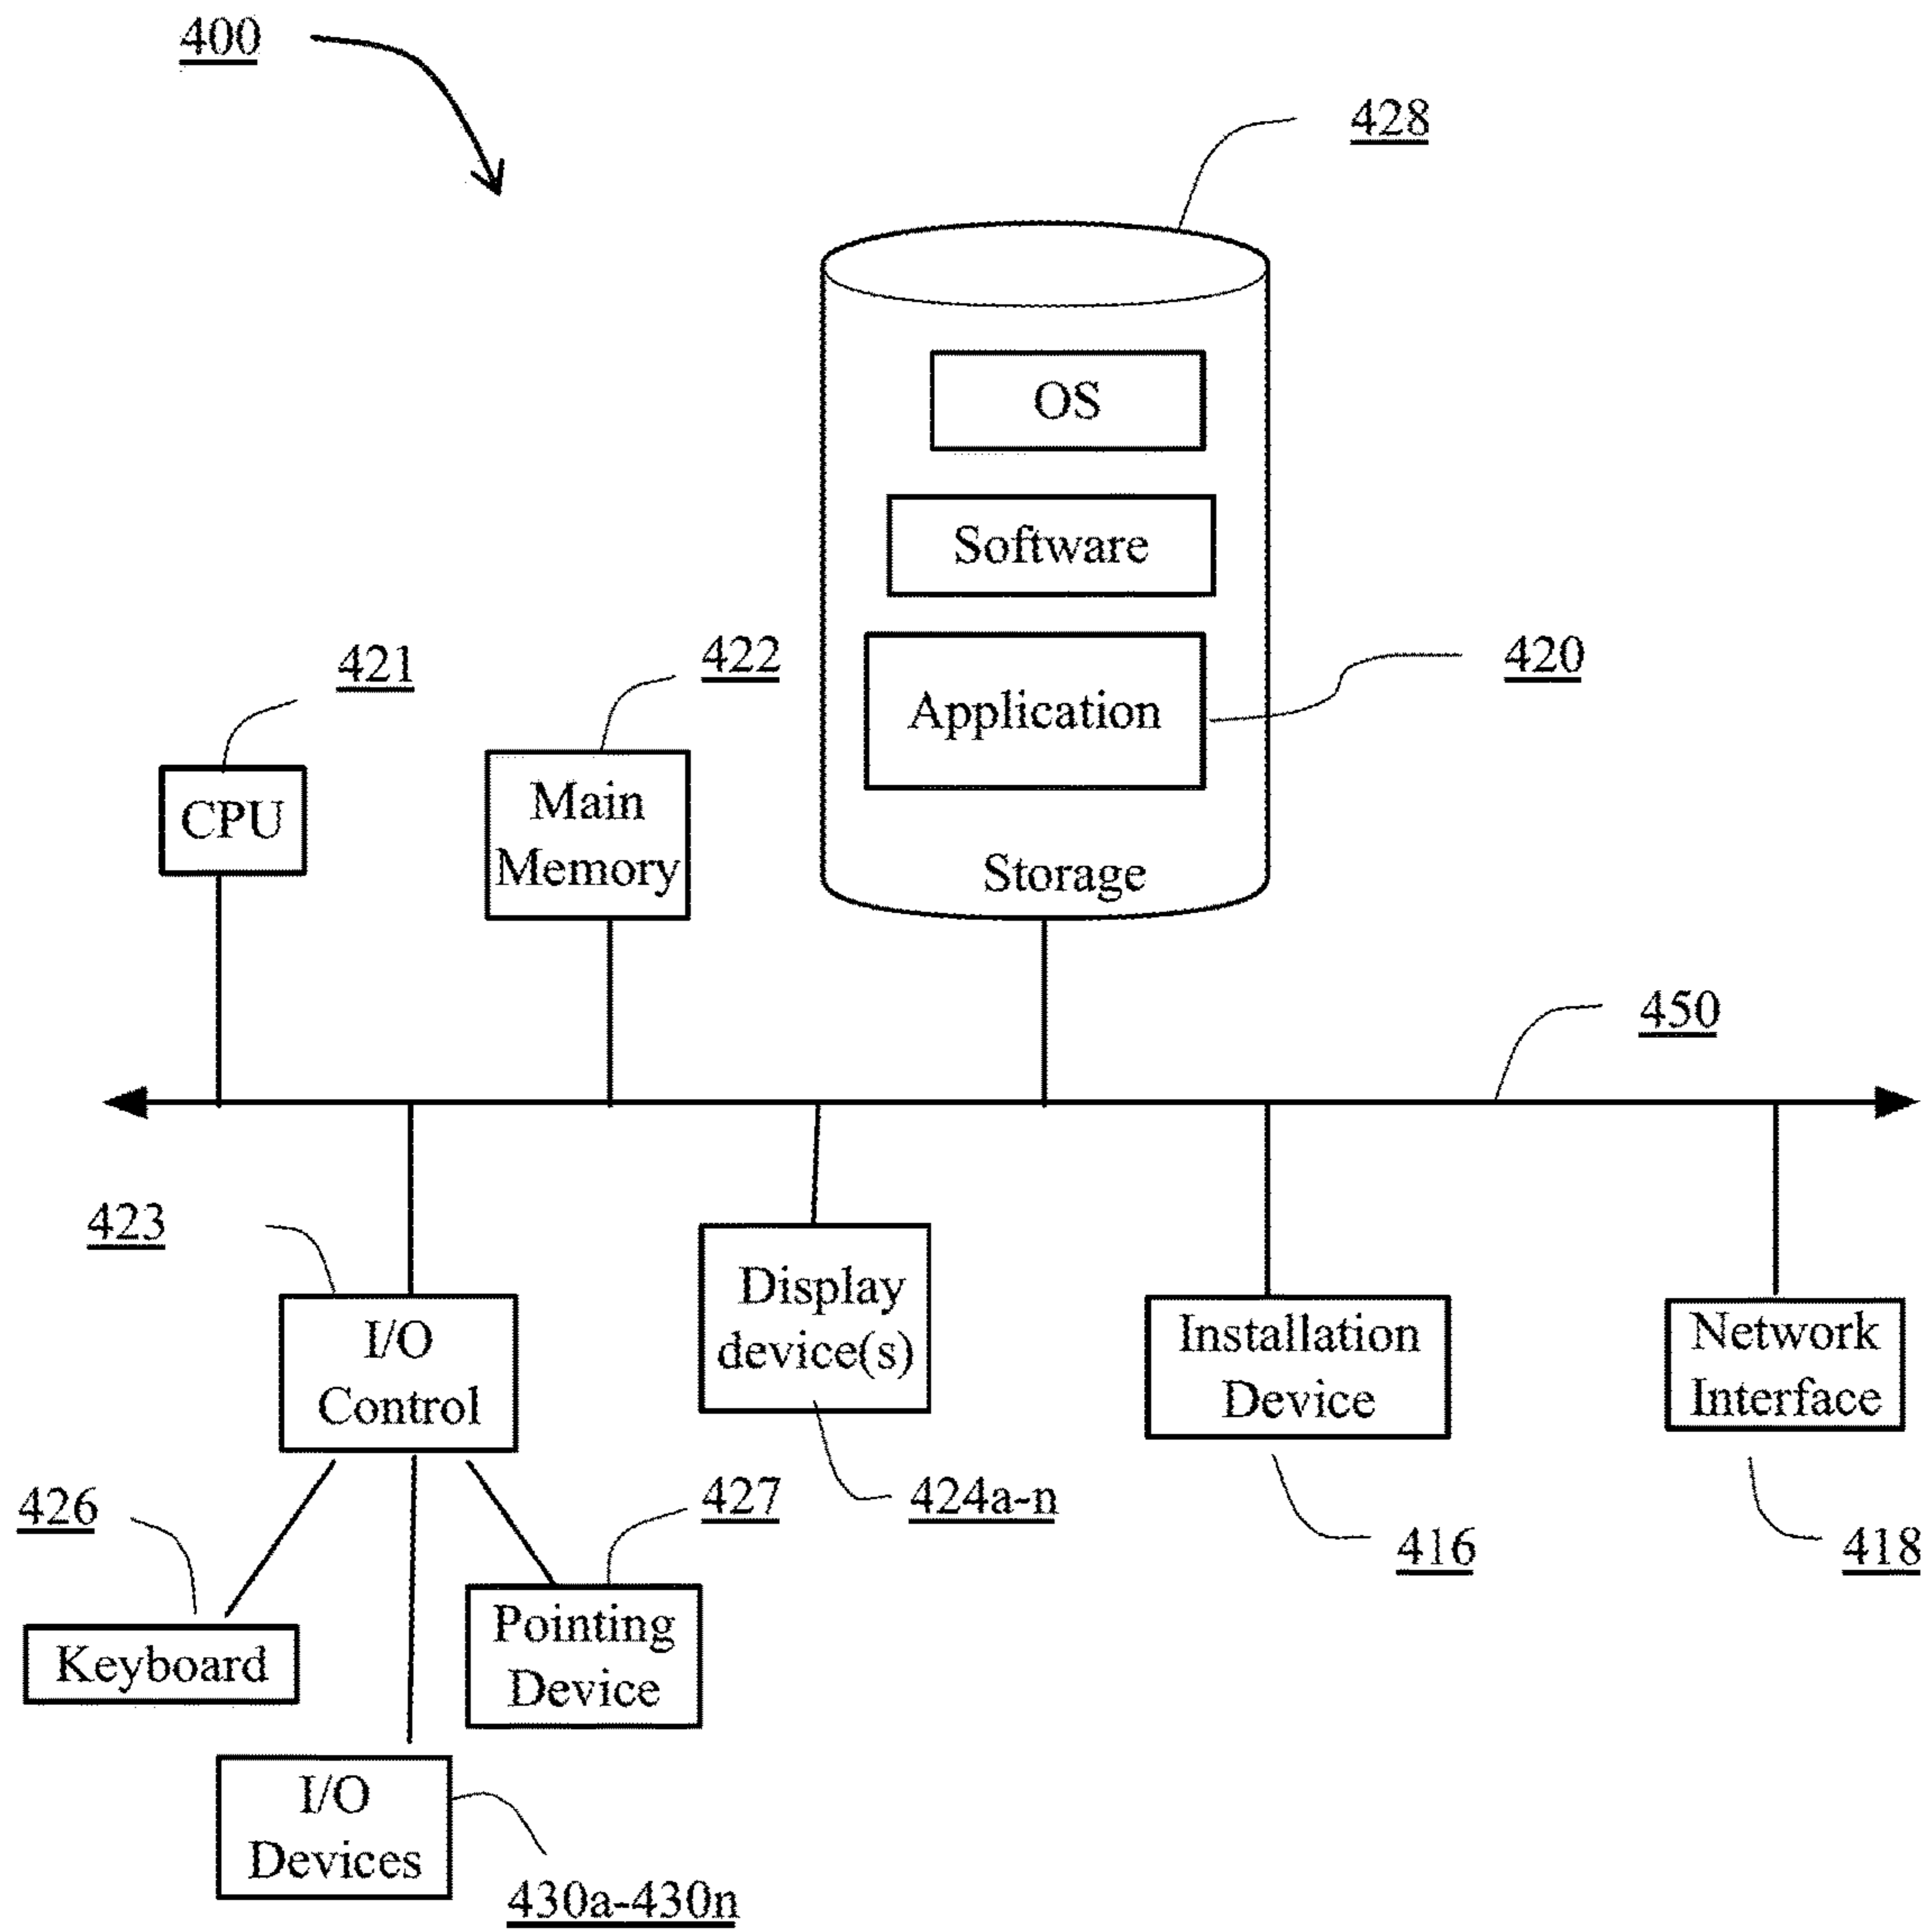 400
428
OS
Software
421
422
420
Application
CPU
Main
Memory
Storage
450
423
Display
device(s)
I/O
Control
Installation
Device
Network
Interface
426
427
424a-n
416
418
Keyboard
Pointing
Device
I/O
Devices
430a-430n